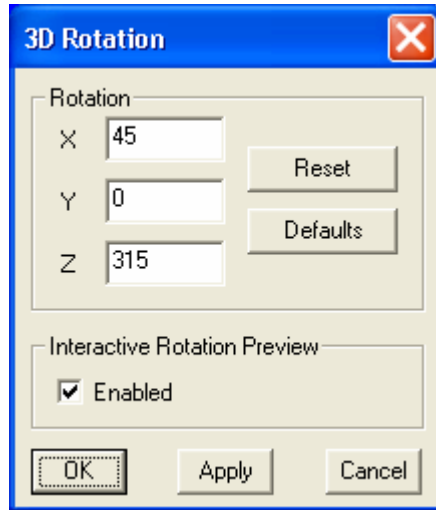 3D Rotation
Rotation
X 45
Reset
Y 0
Defaults
Z 315
Interactive Rotation Preview
Enabled
OK Apply Cancel